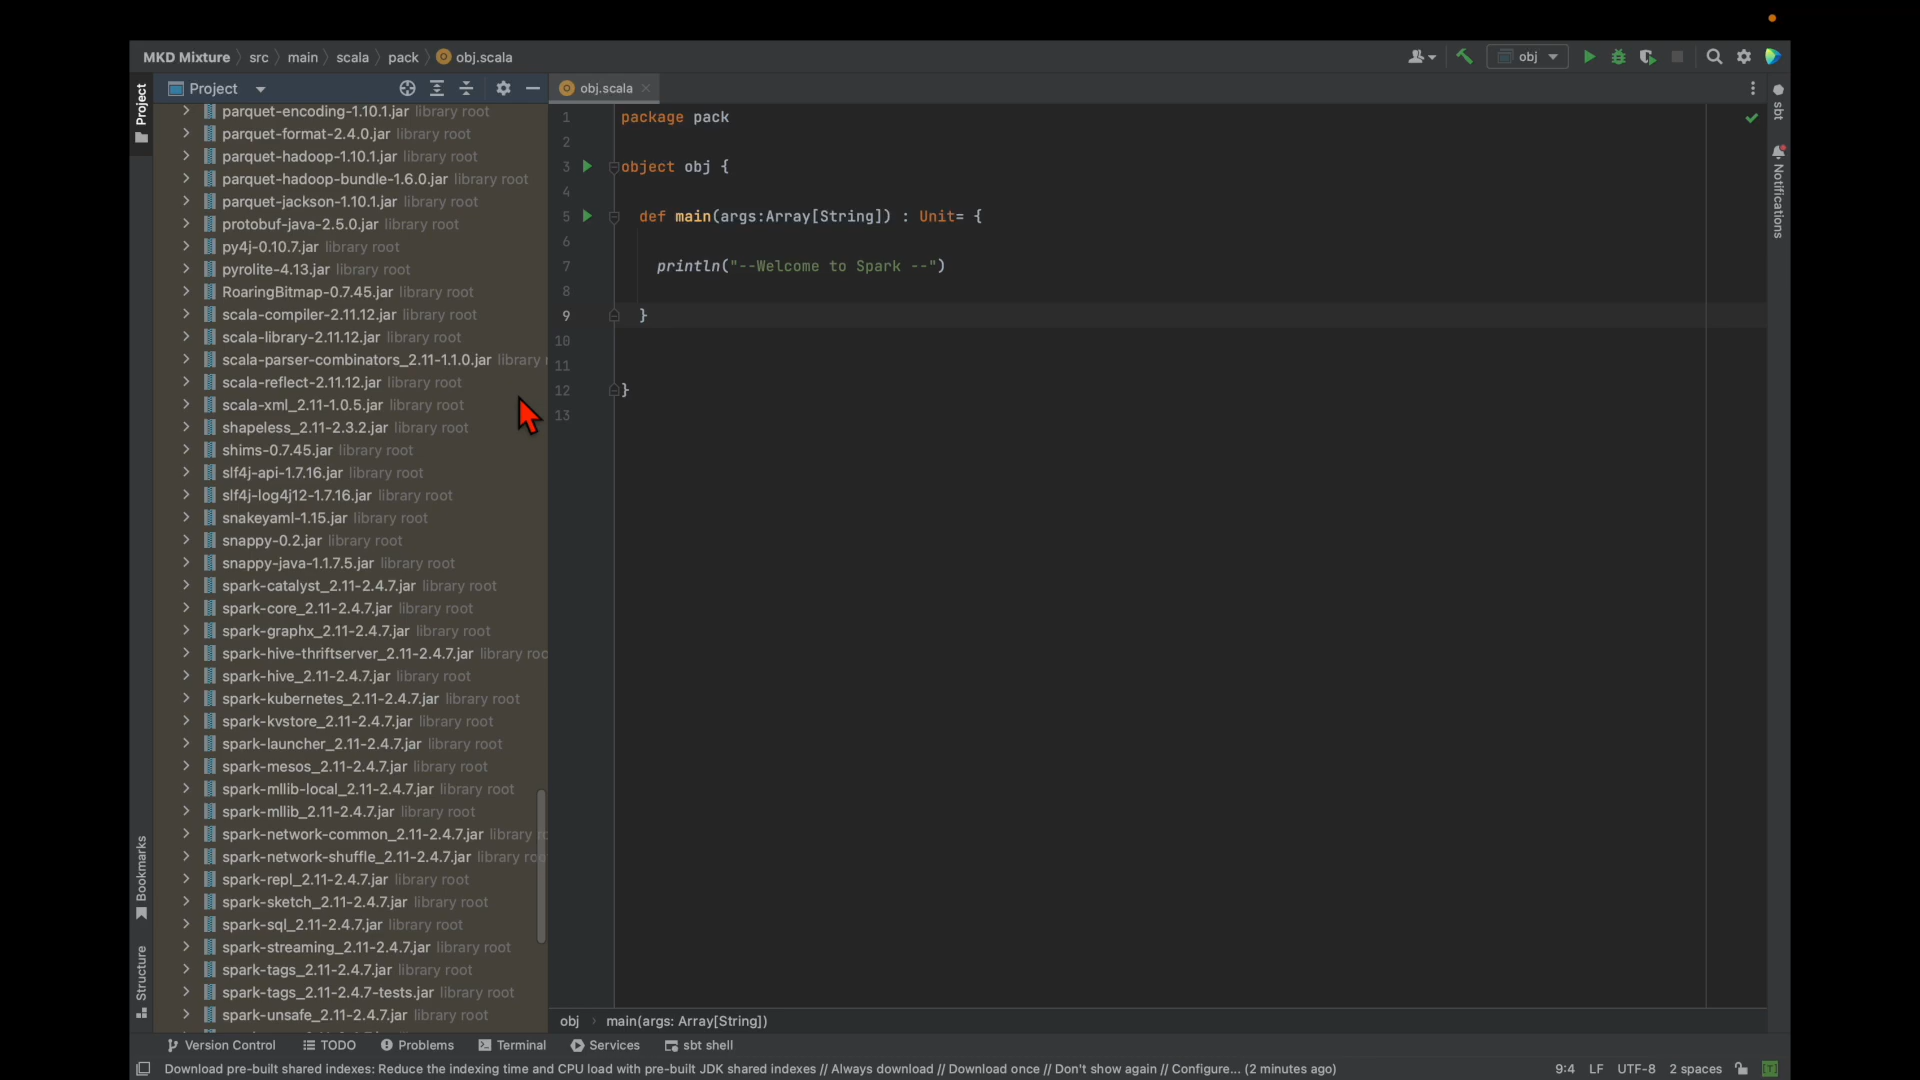 MKD Mixture src main scala pack obj.scala obj
Project
Project
obj.scala
sbt
Notifications
parquet-encoding-1.10.1.jar library root
parquet-format-2.4.0.jar library root
parquet-hadoop-1.10.1.jar library root
parquet-hadoop-bundle-1.6.0.jar library root
parquet-jackson-1.10.1.jar library root
protobuf-java-2.5.0.jar library root
py4j-0.10.7.jar library root
pyrolite-4.13.jar library root
RoaringBitmap-0.7.45.jar library root
scala-compiler-2.11.12.jar library root
scala-library-2.11.12.jar library root
scala-parser-combinators_2.11-1.1.0.jar library r
scala-reflect-2.11.12.jar library root
scala-xml_2.11-1.0.5.jar library root
shapeless_2.11-2.3.2.jar library root
shims-0.7.45.jar library root
slf4j-api-1.7.16.jar library root
slf4j-log4j12-1.7.16.jar library root
snakeyaml-1.15.jar library root
snappy-0.2.jar library root
snappy-java-1.1.7.5.jar library root
spark-catalyst_2.11-2.4.7.jar library root
spark-core_2.11-2.4.7.jar library root
spark-graphx_2.11-2.4.7.jar library root
spark-hive-thriftserver_2.11-2.4.7.jar library roo
spark-hive_2.11-2.4.7.jar library root
spark-kubernetes_2.11-2.4.7.jar library root
spark-kvstore_2.11-2.4.7.jar library root
spark-launcher_2.11-2.4.7.jar library root
spark-mesos_2.11-2.4.7.jar library root
spark-mllib-local_2.11-2.4.7.jar library root
spark-mllib_2.11-2.4.7.jar library root
spark-network-common_2.11-2.4.7.jar library ro
spark-network-shuffle_2.11-2.4.7.jar library roo
spark-repl_2.11-2.4.7.jar library root
spark-sketch_2.11-2.4.7.jar library root
spark-sql_2.11-2.4.7.jar library root
spark-streaming_2.11-2.4.7.jar library root
spark-tags_2.11-2.4.7.jar library root
spark-tags_2.11-2.4.7-tests.jar library root
spark-unsafe_2.11-2.4.7.jar library root
Bookmarks
Structure
1 package pack
2
3 object obj {
4
5 def main(args:Array[String]) : Unit= {
6
7 println("--Welcome to Spark --")
8
9 }
10
11
12 }
13
obj main(args: Array[String])
Version Control TODO Problems Terminal Services sbt shell
Download pre-built shared indexes: Reduce the indexing time and CPU load with pre-built JDK shared indexes // Always download // Download once // Don't show again // Configure... (2 minutes ago) 9:4 LF UTF-8 2 spaces [T]